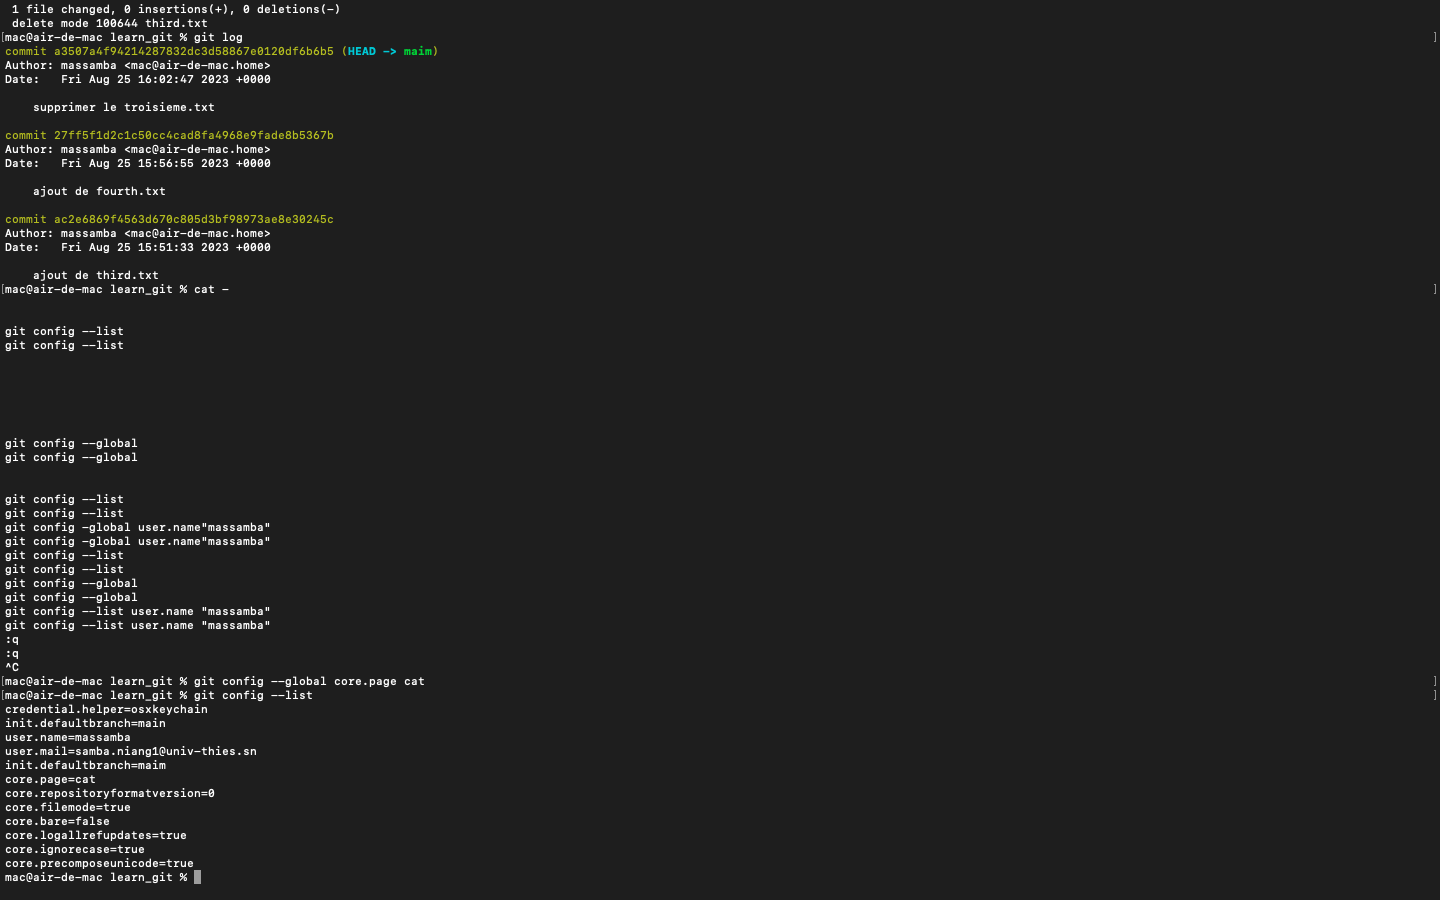 1 file changed, 0 insertions(+), 0 deletions(-)
 delete mode 100644 third.txt
[mac@air-de-mac learn_git % git log ]
commit a3507a4f94214287832dc3d58867e0120df6b6b5 (HEAD -> maim)
Author: massamba <mac@air-de-mac.home>
Date:   Fri Aug 25 16:02:47 2023 +0000
    supprimer le troisieme.txt
commit 27ff5f1d2c1c50cc4cad8fa4968e9fade8b5367b
Author: massamba <mac@air-de-mac.home>
Date:   Fri Aug 25 15:56:55 2023 +0000
    ajout de fourth.txt
commit ac2e6869f4563d670c805d3bf98973ae8e30245c
Author: massamba <mac@air-de-mac.home>
Date:   Fri Aug 25 15:51:33 2023 +0000
    ajout de third.txt
[mac@air-de-mac learn_git % cat - ]
git config --list
git config --list
git config --global
git config --global
git config --list
git config --list
git config -global user.name"massamba"
git config -global user.name"massamba"
git config --list
git config --list
git config --global
git config --global
git config --list user.name "massamba"
git config --list user.name "massamba"
:q
:q
^C
[mac@air-de-mac learn_git % git config --global core.page cat ]
[mac@air-de-mac learn_git % git config --list ]
credential.helper=osxkeychain
init.defaultbranch=main
user.name=massamba
user.mail=samba.niang1@univ-thies.sn
init.defaultbranch=maim
core.page=cat
core.repositoryformatversion=0
core.filemode=true
core.bare=false
core.logallrefupdates=true
core.ignorecase=true
core.precomposeunicode=true
mac@air-de-mac learn_git %